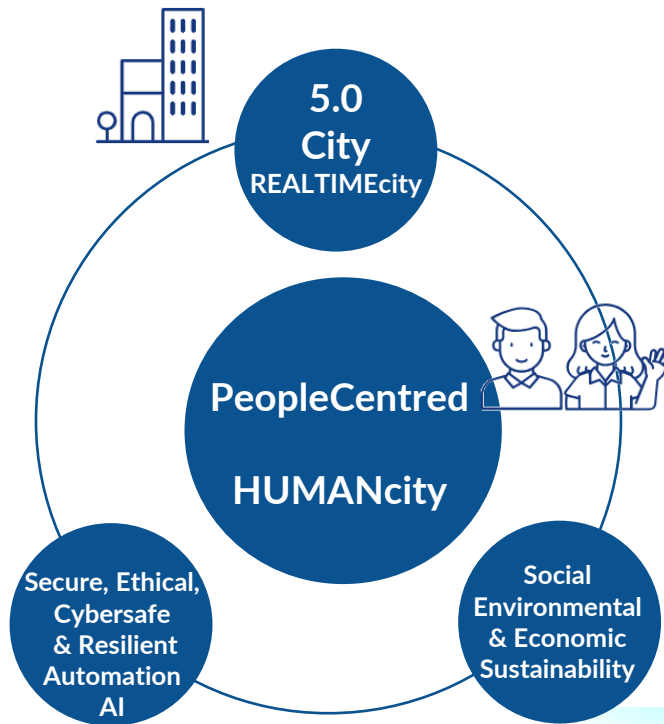 5.0
City
REALTIMEcity
PeopleCentred
HUMANcity
Secure, Ethical,
Cybersafe
& Resilient
Automation
AI
Social
Environmental
& Economic
Sustainability